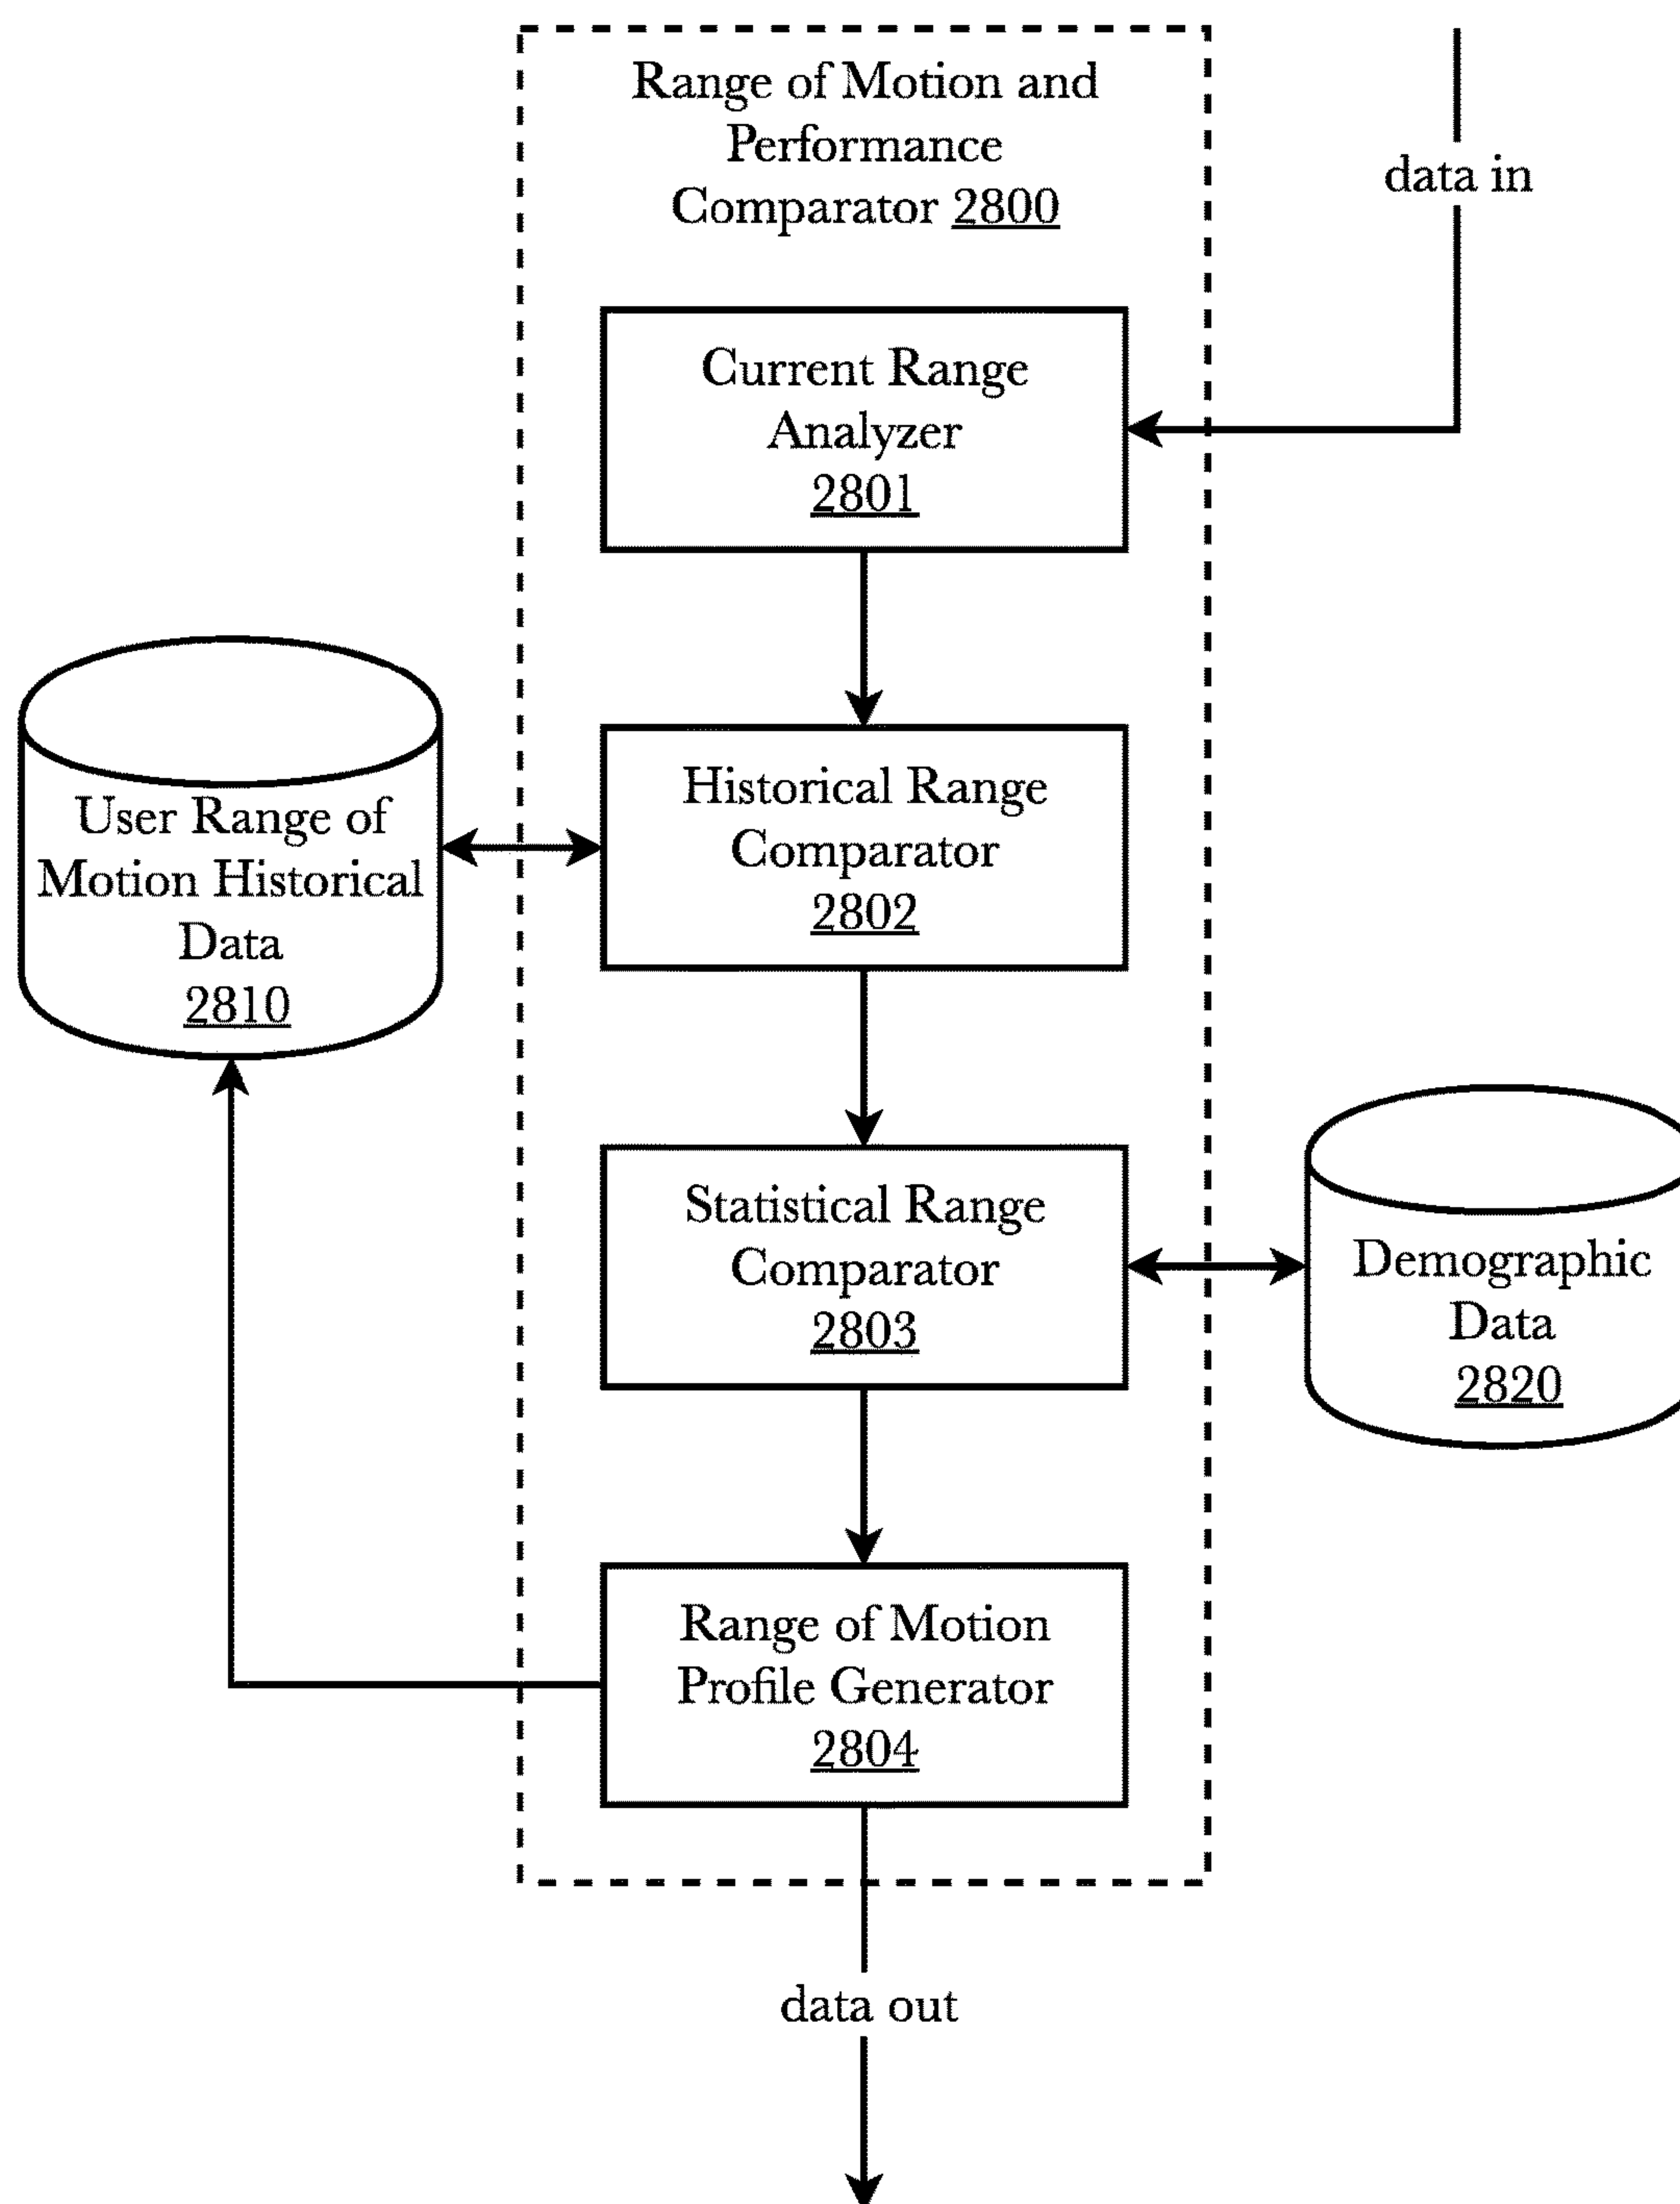 Range of Motion and
Performance
Comparator 2800
data in
Current Range
Analyzer
2801
Historical Range
Comparator
2802
User Range of
Motion Historical
Data
2810
Statistical Range
Comparator
2803
Demographic
Data
2820
Range of Motion
Profile Generator
2804
data out